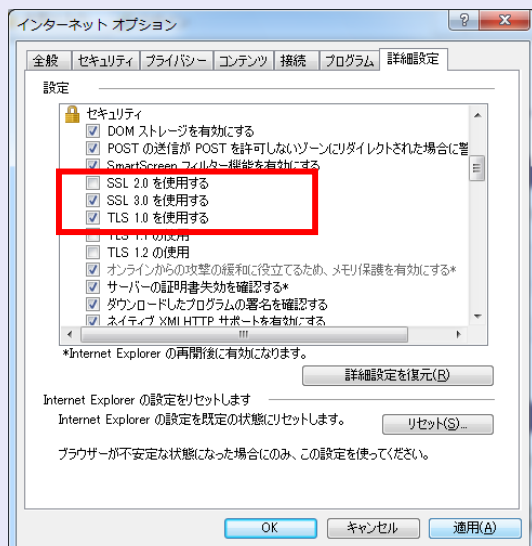 インターネット オプション
全般 セキュリティ プライバシー コンテンツ 接続 プログラム 詳細設定
設定
セキュリティ
DOM ストレージを有効にする
POST の送信が POST を許可しないゾーンにリダイレクトされた場合に警
SmartScreen フィルター機能を有効にする
SSL 2.0 を使用する
SSL 3.0 を使用する
TLS 1.0 を使用する
TLS 1.1 の使用
TLS 1.2 の使用
オンラインからの攻撃の緩和に役立てるため、メモリ保護を有効にする*
サーバーの証明書失効を確認する*
ダウンロードしたプログラムの署名を確認する
ネイティブ XMLHTTP サポートを有効にする
*Internet Explorer の再開後に有効になります。
詳細設定を復元(R)
Internet Explorer の設定をリセットします
Internet Explorer の設定を既定の状態にリセットします。
リセット(S)...
ブラウザーが不安定な状態になった場合にのみ、この設定を使ってください。
OK キャンセル 適用(A)